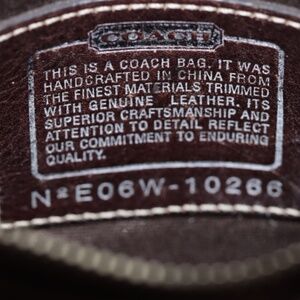 COACH
THIS IS A COACH BAG. IT WAS
HANDCRAFTED IN CHINA FROM
THE FINEST MATERIALS TRIMMED
WITH GENUINE LEATHER. ITS
SUPERIOR CRAFTSMANSHIP AND
ATTENTION TO DETAIL REFLECT
OUR COMMITMENT TO ENDURING
QUALITY.
Nº E06W-10266